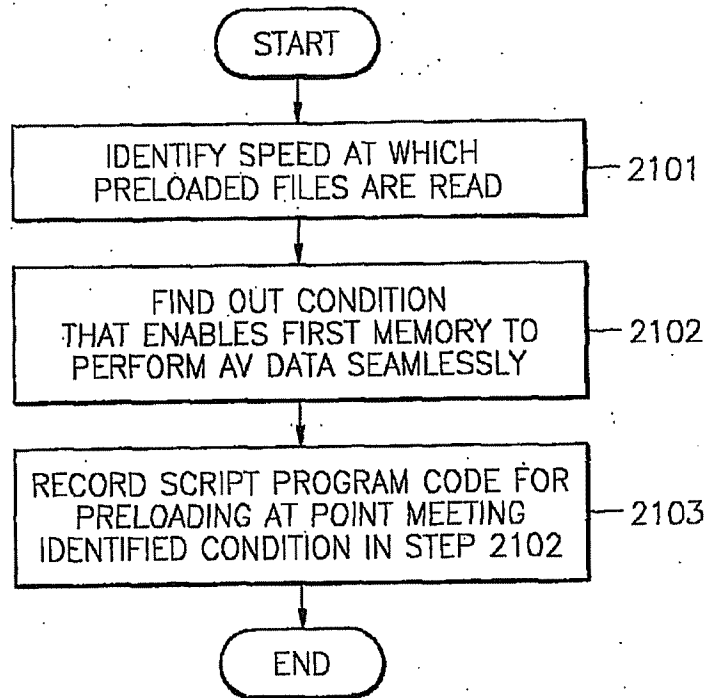 START
IDENTIFY SPEED AT WHICH
PRELOADED FILES ARE READ
2101
FIND OUT CONDITION
THAT ENABLES FIRST MEMORY TO
PERFORM AV DATA SEAMLESSLY
2102
RECORD SCRIPT PROGRAM CODE FOR
PRELOADING AT POINT MEETING
IDENTIFIED CONDITION IN STEP 2102
2103
END